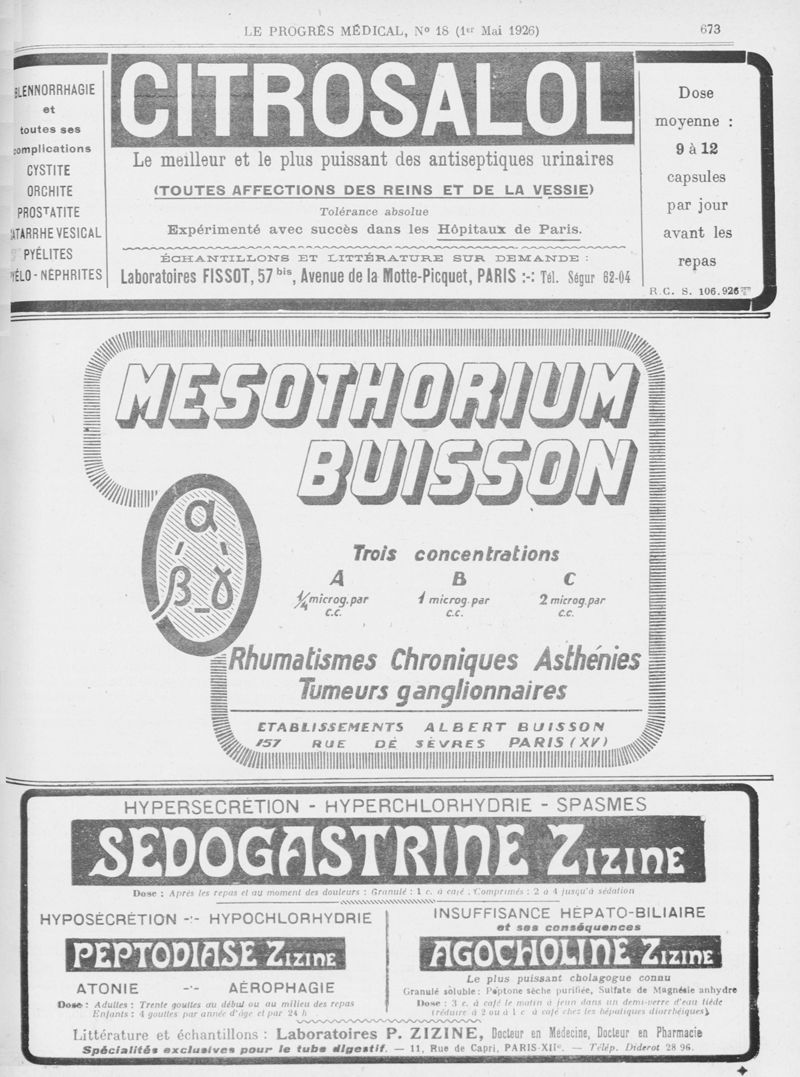 LE PROGRÈS MÉDICAL, N° 18 (1er Mai 1926)
673
BLENNORRHAGIE
et
toutes ses
complications
CYSTITE
ORCHITE
PROSTATITE
CATARRHE VESICAL
PYÉLITES
PYÉLO-NÉPHRITES
CITROSALOL
Le meilleur et le plus puissant des antiseptiques urinaires
(TOUTES AFFECTIONS DES REINS ET DE LA VESSIE)
Tolérance absolue
Expérimenté avec succès dans les Hôpitaux de Paris.
ÉCHANTILLONS ET LITTÉRATURE SUR DEMANDE :
Laboratoires FISSOT, 57 bis, Avenue de la Motte-Picquet, PARIS :-: Tél. Ségur 62-04
Dose
moyenne :
9 à 12
capsules
par jour
avant les
repas
R.C. S. 106.926
MESOTHORIUM
BUISSON
α
β_γ
Trois concentrations
A B C
1/4 microg. par c.c.
1 microg. par c.c.
2 microg. par c.c.
Rhumatismes Chroniques Asthénies
Tumeurs ganglionnaires
ETABLISSEMENTS ALBERT BUISSON
157 RUE DE SÈVRES PARIS (XV)
HYPERSECRÉTION - HYPERCHLORHYDRIE - SPASMES
SEDOGASTRINE ZIZINE
Dose : Après les repas et au moment des douleurs : Granulé : 1 c. à café. Comprimés : 2 à 4 jusqu'à sédation
HYPOSÉCRÉTION -:- HYPOCHLORHYDRIE
PEPTODIASE ZIZINE
ATONIE -:- AÉROPHAGIE
Dose : Adultes : Trente gouttes au début ou au milieu des repas
Enfants : 4 gouttes par année d'âge et par 24 h
INSUFFISANCE HÉPATO-BILIAIRE
et ses conséquences
AGOCHOLINE ZIZINE
Le plus puissant cholagogue connu
Granulé soluble : Peptone sèche purifiée, Sulfate de Magnésie anhydre
Dose : 3 c. à café le matin à jeun dans un demi-verre d'eau tiède
(réduire à 2 ou à 1 c. à café chez les hépatiques diarrhéiques).
Littérature et échantillons : Laboratoires P. ZIZINE, Docteur en Medecine, Docteur en Pharmacie
Spécialités exclusives pour le tube digestif. — 11, Rue de Capri, PARIS-XIIe. — Télép. Diderot 28 96.